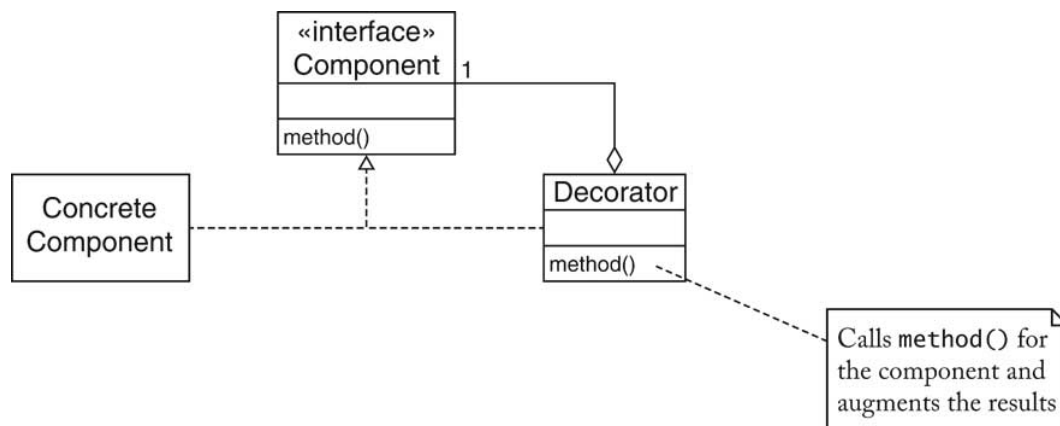 «interface»
Component
1
method()
Concrete
Component
Decorator
method()
Calls method() for
the component and
augments the results